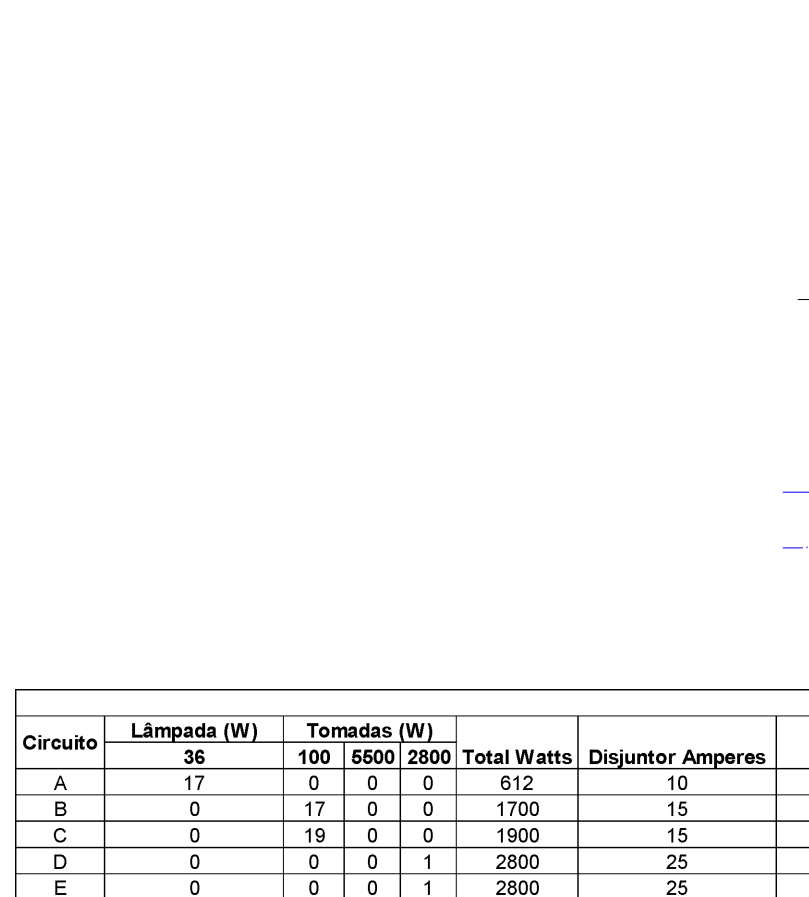 Lâmpada (W) Tomadas (W)
Circuito
36 100 5500 2800 Total Watts Disjuntor Amperes
A 17 0 0 0 612 10
B 0 17 0 0 1700 15
C 0 19 0 0 1900 15
D 0 0 0 1 2800 25
E 0 0 0 1 2800 25